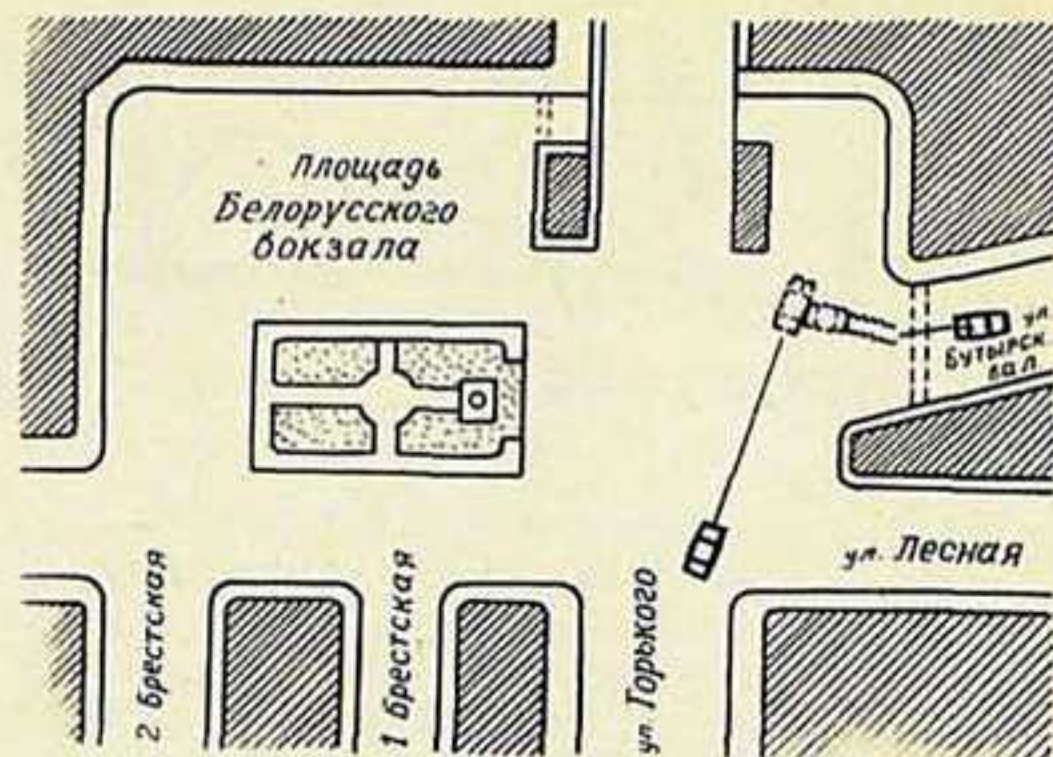 Площадь
Белорусского
вокзала
ул.
Бутырск.
вал
ул. Лесная
2 Брестская
1 Брестская
ул. Горького